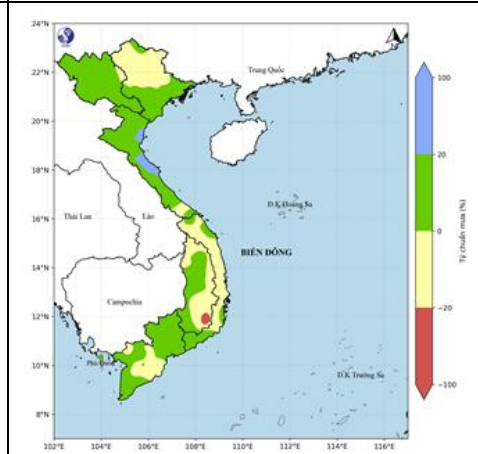 24°N
22°N
20°N
18°N
16°N
14°N
12°N
10°N
8°N
102°E 104°E 106°E 108°E 110°E 112°E 114°E 116°E
Trung Quốc
Thái Lan
Lào
Campuchia
Phú Quốc
BIỂN ĐÔNG
Đ.K Hoàng Sa
Đ.K Trường Sa
100
20
0
−20
−100
Tỷ chuẩn mưa (%)